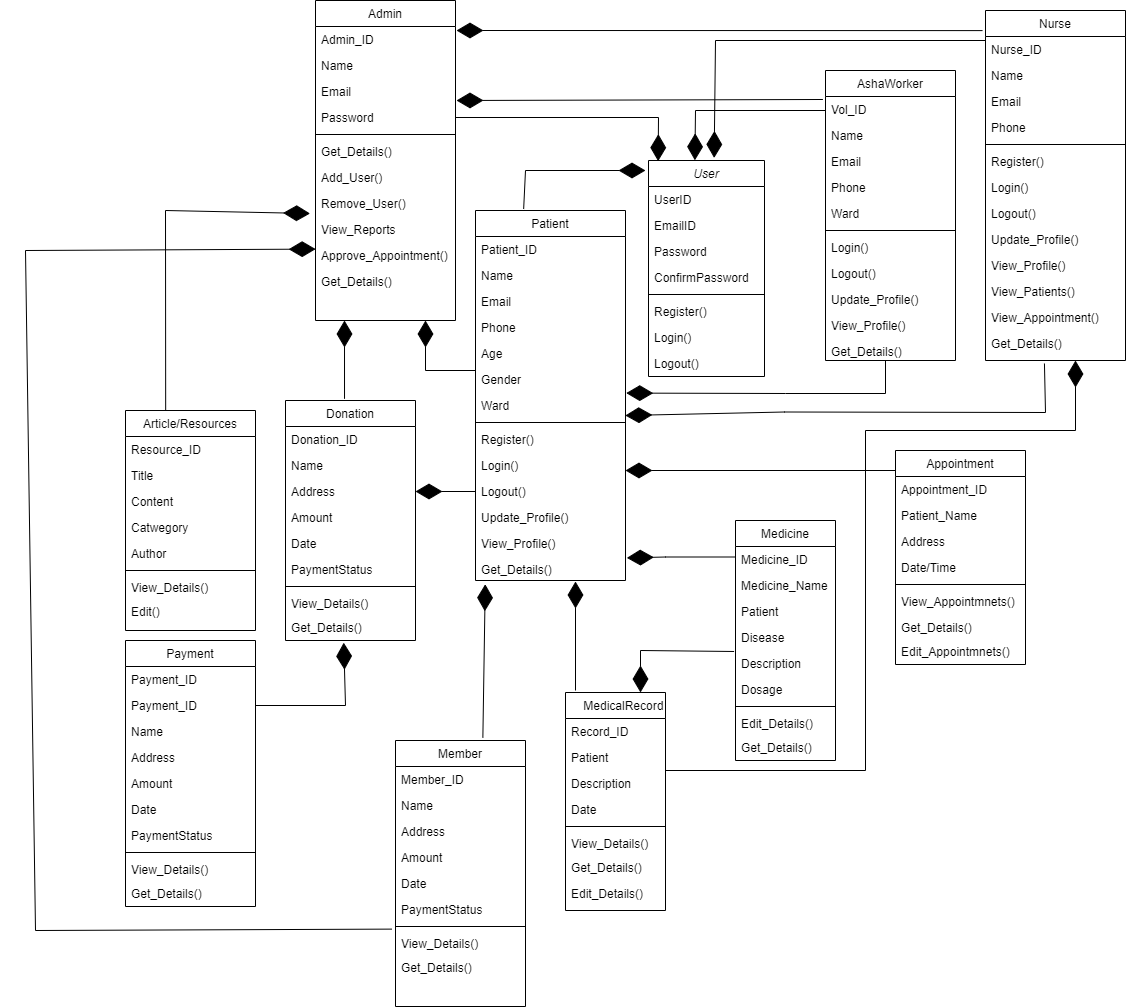 Admin
Admin_ID
Name
Email
Password
Get_Details()
Add_User()
Remove_User()
View_Reports
Approve_Appointment()
Get_Details()
Nurse
Nurse_ID
Name
Email
Phone
Register()
Login()
Logout()
Update_Profile()
View_Profile()
View_Patients()
View_Appointment()
Get_Details()
AshaWorker
Vol_ID
Name
Email
Phone
Ward
Login()
Logout()
Update_Profile()
View_Profile()
Get_Details()
User
UserID
EmailID
Password
ConfirmPassword
Register()
Login()
Logout()
Patient
Patient_ID
Name
Email
Phone
Age
Gender
Ward
Register()
Login()
Logout()
Update_Profile()
View_Profile()
Get_Details()
Article/Resources
Resource_ID
Title
Content
Catwegory
Author
View_Details()
Edit()
Donation
Donation_ID
Name
Address
Amount
Date
PaymentStatus
View_Details()
Get_Details()
Appointment
Appointment_ID
Patient_Name
Address
Date/Time
View_Appointmnets()
Get_Details()
Edit_Appointmnets()
Medicine
Medicine_ID
Medicine_Name
Patient
Disease
Description
Dosage
Edit_Details()
Get_Details()
Payment
Payment_ID
Payment_ID
Name
Address
Amount
Date
PaymentStatus
View_Details()
Get_Details()
Member
Member_ID
Name
Address
Amount
Date
PaymentStatus
View_Details()
Get_Details()
MedicalRecord
Record_ID
Patient
Description
Date
View_Details()
Get_Details()
Edit_Details()